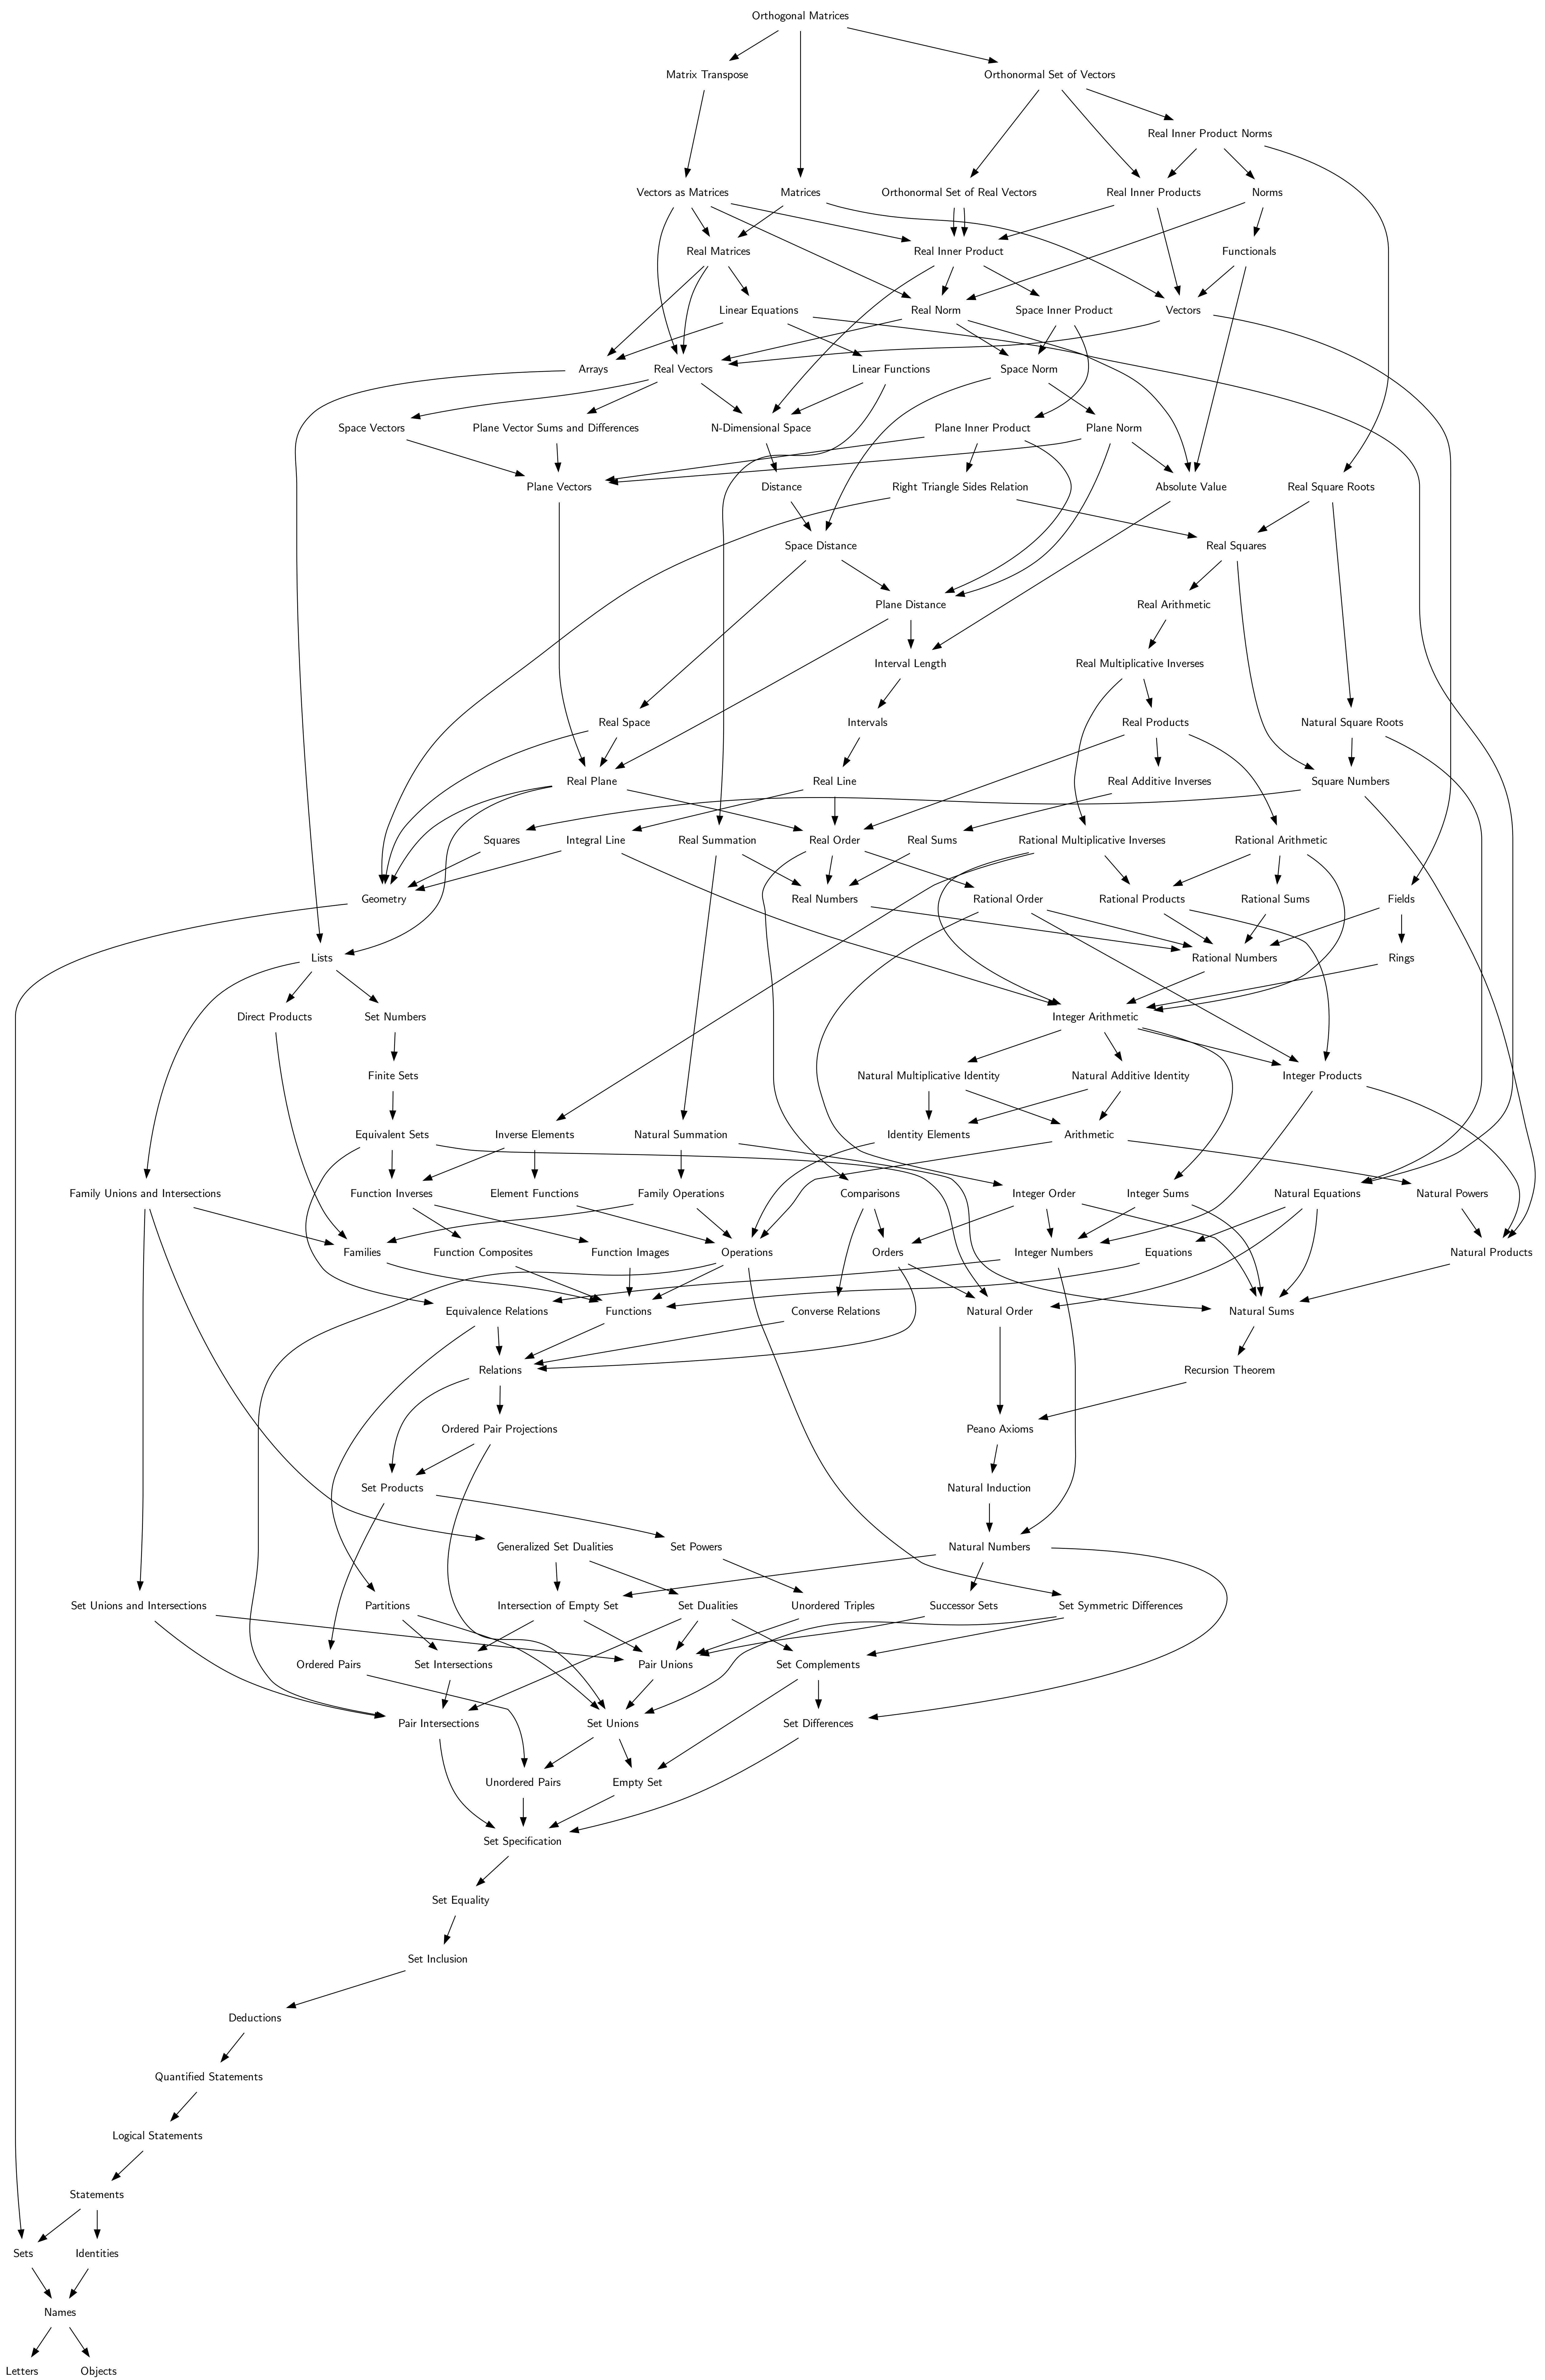 Orthogonal Matrices
Matrix Transpose
Orthonormal Set of Vectors
Real Inner Product Norms
Vectors as Matrices
Matrices
Orthonormal Set of Real Vectors
Real Inner Products
Norms
Real Matrices
Real Inner Product
Functionals
Linear Equations
Real Norm
Space Inner Product
Vectors
Arrays
Real Vectors
Linear Functions
Space Norm
Space Vectors
Plane Vector Sums and Differences
N-Dimensional Space
Plane Inner Product
Plane Norm
Plane Vectors
Distance
Right Triangle Sides Relation
Absolute Value
Real Square Roots
Space Distance
Real Squares
Plane Distance
Real Arithmetic
Interval Length
Real Multiplicative Inverses
Real Space
Intervals
Real Products
Natural Square Roots
Real Plane
Real Line
Real Additive Inverses
Square Numbers
Squares
Integral Line
Real Summation
Real Order
Real Sums
Rational Multiplicative Inverses
Rational Arithmetic
Geometry
Real Numbers
Rational Order
Rational Products
Rational Sums
Fields
Lists
Rational Numbers
Rings
Direct Products
Set Numbers
Integer Arithmetic
Finite Sets
Natural Multiplicative Identity
Natural Additive Identity
Integer Products
Equivalent Sets
Inverse Elements
Natural Summation
Identity Elements
Arithmetic
Family Unions and Intersections
Function Inverses
Element Functions
Family Operations
Comparisons
Integer Order
Integer Sums
Natural Equations
Natural Powers
Families
Function Composites
Function Images
Operations
Orders
Integer Numbers
Equations
Natural Products
Equivalence Relations
Functions
Converse Relations
Natural Order
Natural Sums
Relations
Recursion Theorem
Ordered Pair Projections
Peano Axioms
Set Products
Natural Induction
Generalized Set Dualities
Set Powers
Natural Numbers
Set Unions and Intersections
Partitions
Intersection of Empty Set
Set Dualities
Unordered Triples
Successor Sets
Set Symmetric Differences
Ordered Pairs
Set Intersections
Pair Unions
Set Complements
Pair Intersections
Set Unions
Set Differences
Unordered Pairs
Empty Set
Set Specification
Set Equality
Set Inclusion
Deductions
Quantified Statements
Logical Statements
Statements
Sets
Identities
Names
Letters
Objects